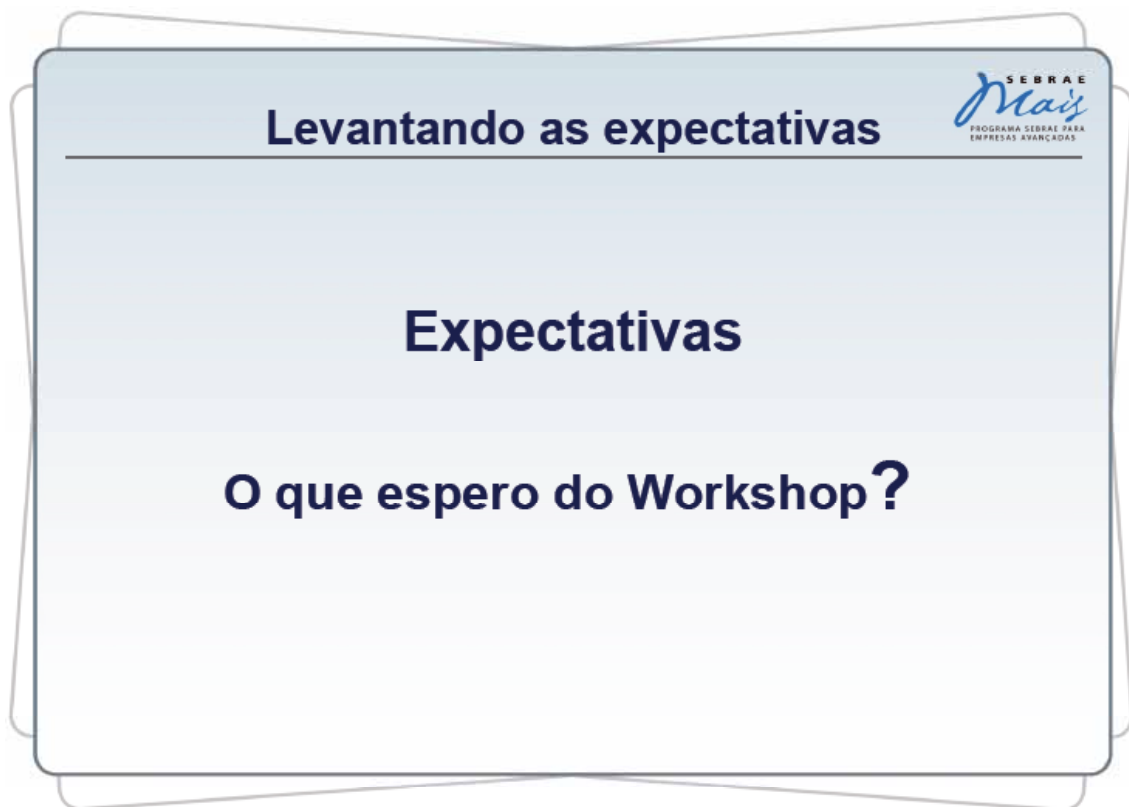 SEBRAE
Mais
PROGRAMA SEBRAE PARA
EMPRESAS AVANÇADAS
Levantando as expectativas
Expectativas
O que espero do Workshop?